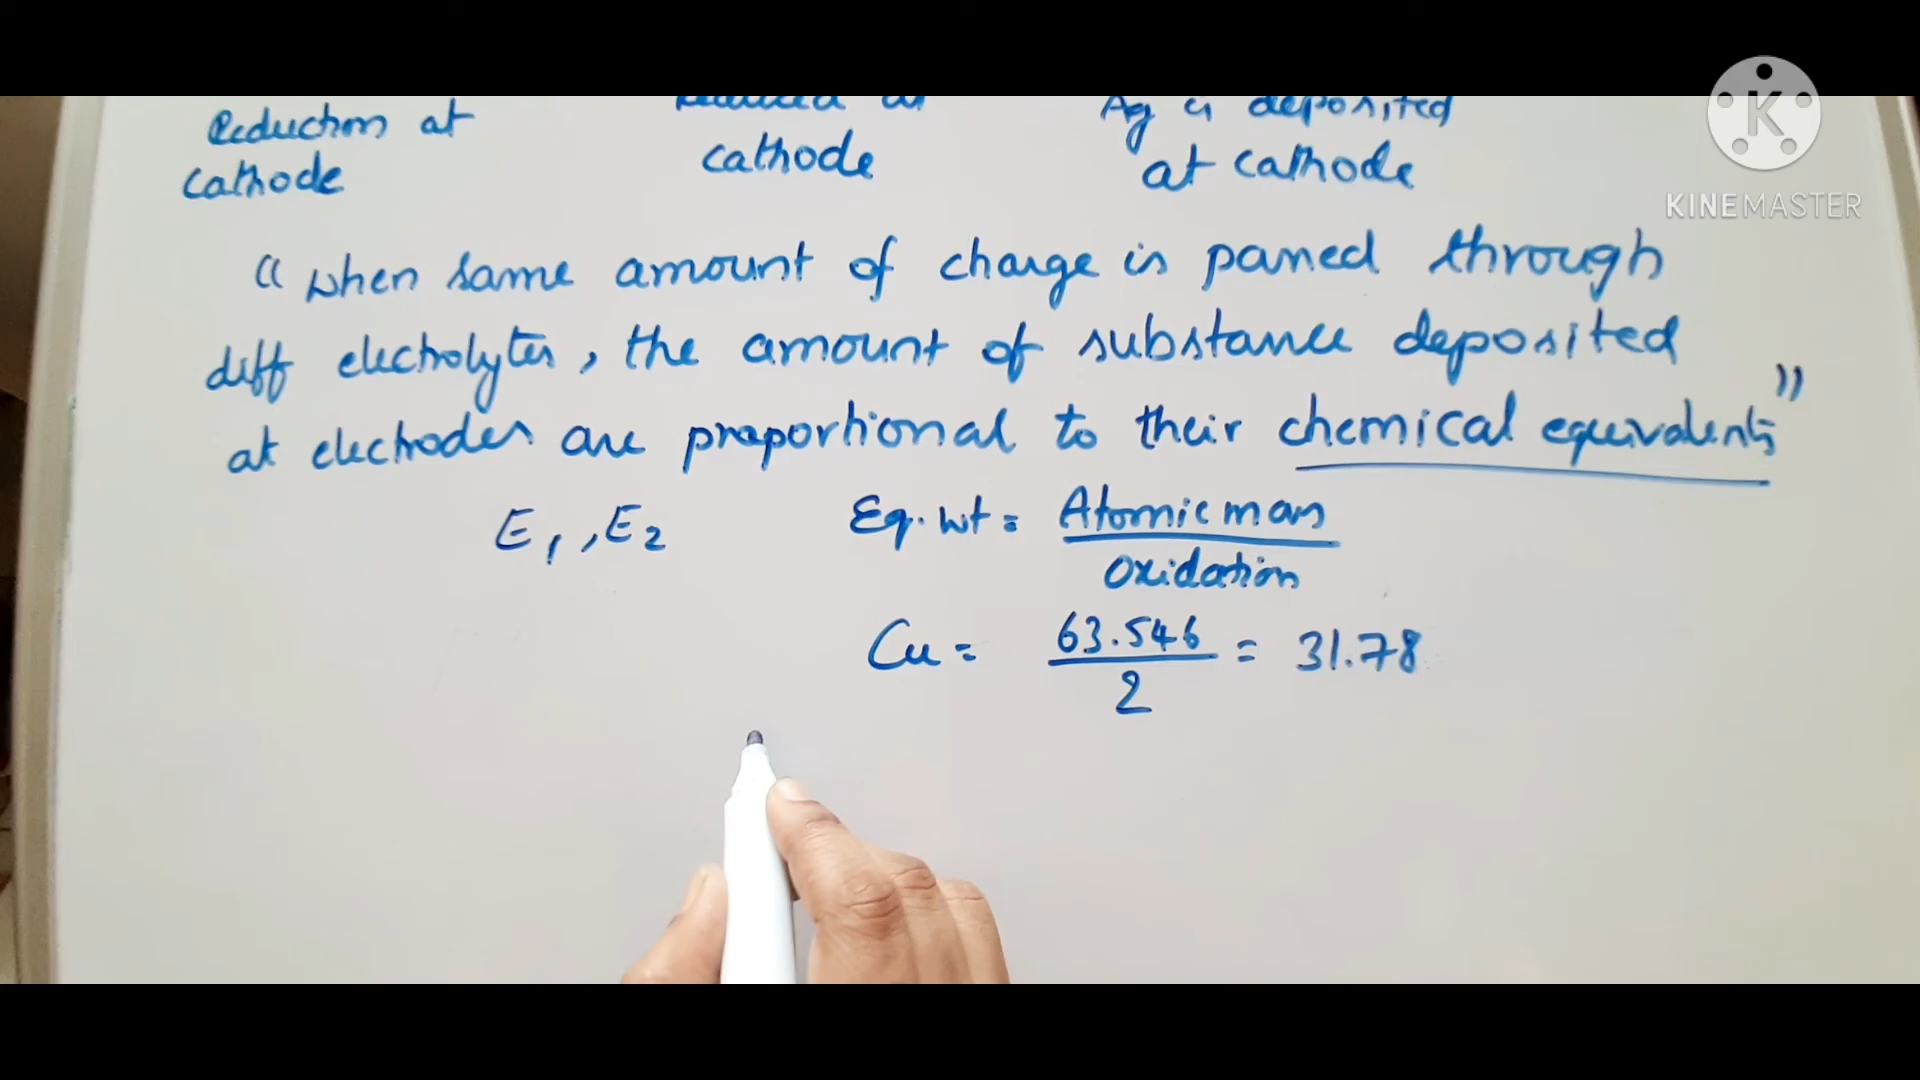 Reduction at
cathode
reduced at
cathode
Ag is deposited
at cathode
K
KINEMASTER
"when same amount of charge is passed through
diff electrolytes, the amount of substance deposited
at electrodes are proportional to their chemical equivalents"
E1, E2
Eq. wt = Atomic mass
Oxidation
Cu = 63.546 = 31.78
2